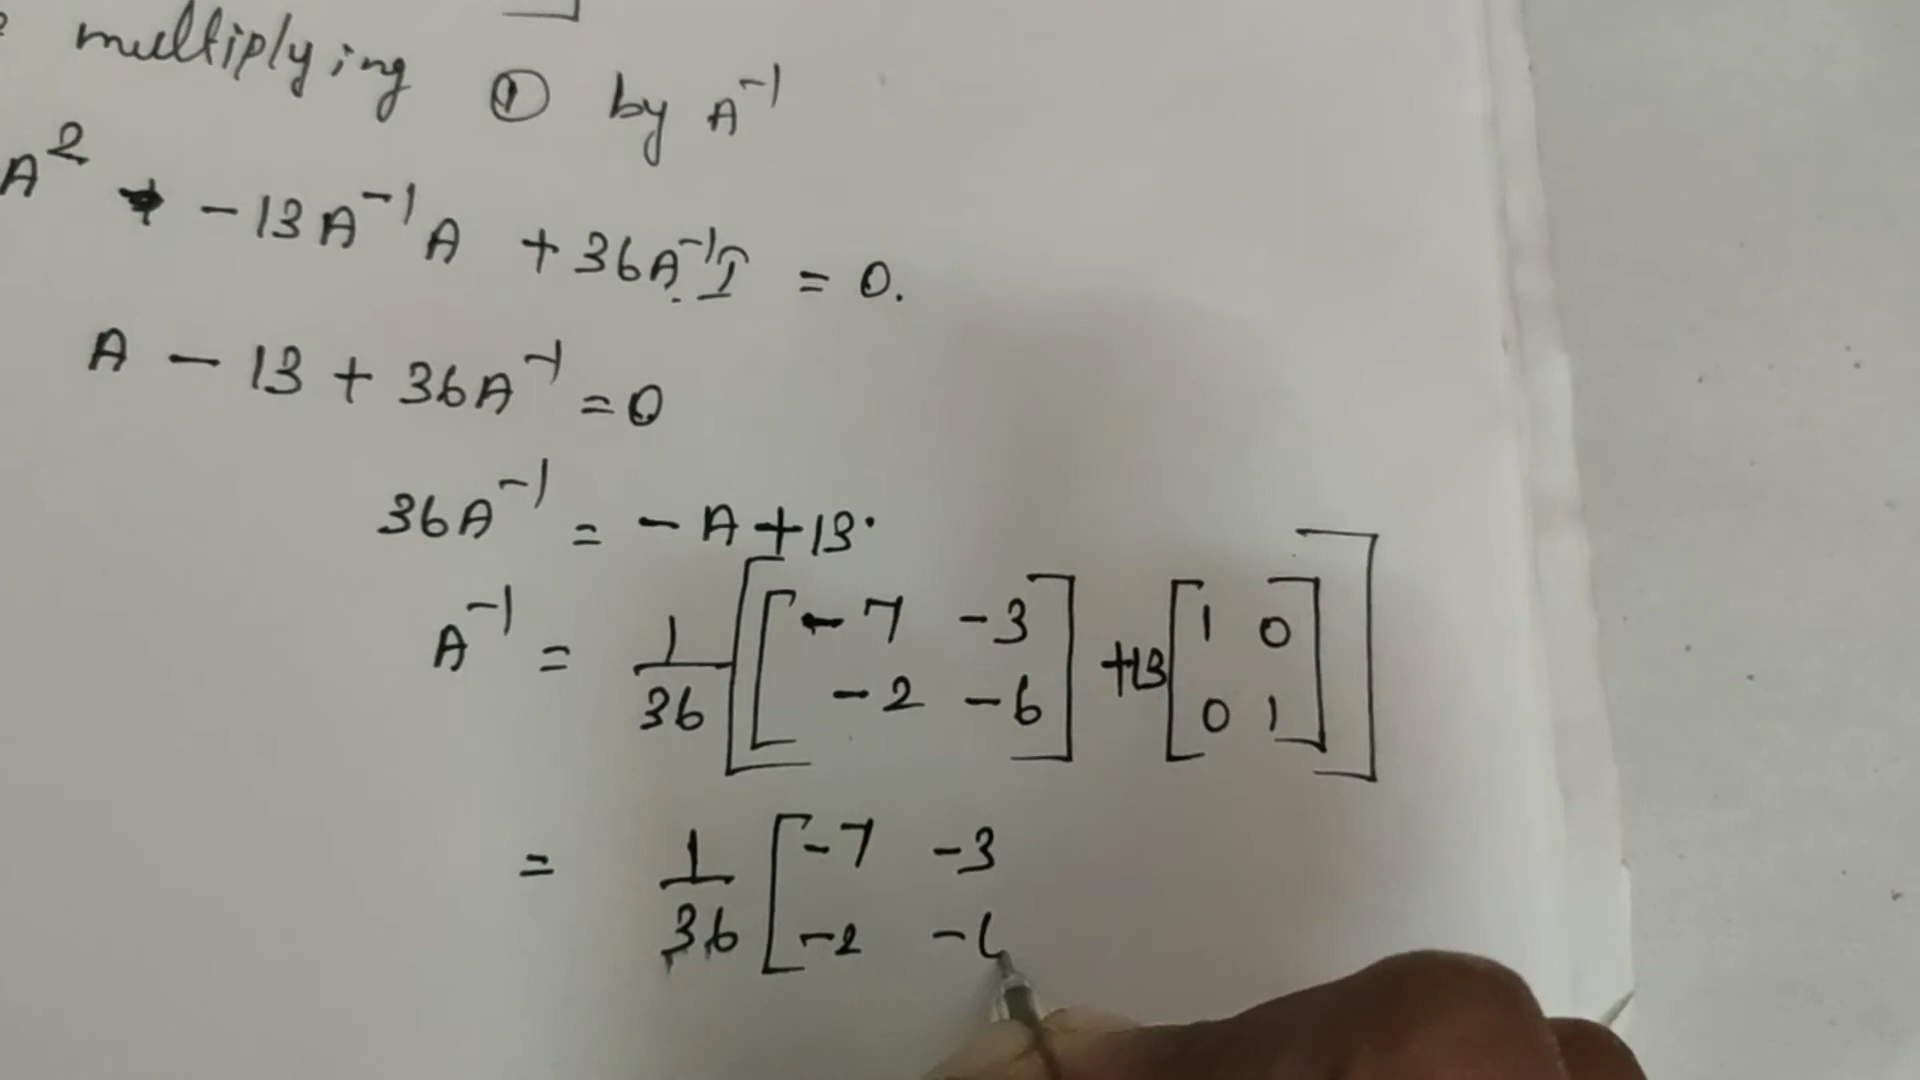 multiplying ① by A⁻¹
A² - 13A⁻¹A + 36A⁻¹I = 0.
A - 13 + 36A⁻¹ = 0
36A⁻¹ = - A + 13.
A⁻¹ = 1/36 [[-7 -3] + 13 [1 0]]
[-2 -6] [0 1]
= 1/36 [-7 -3
-2 -6